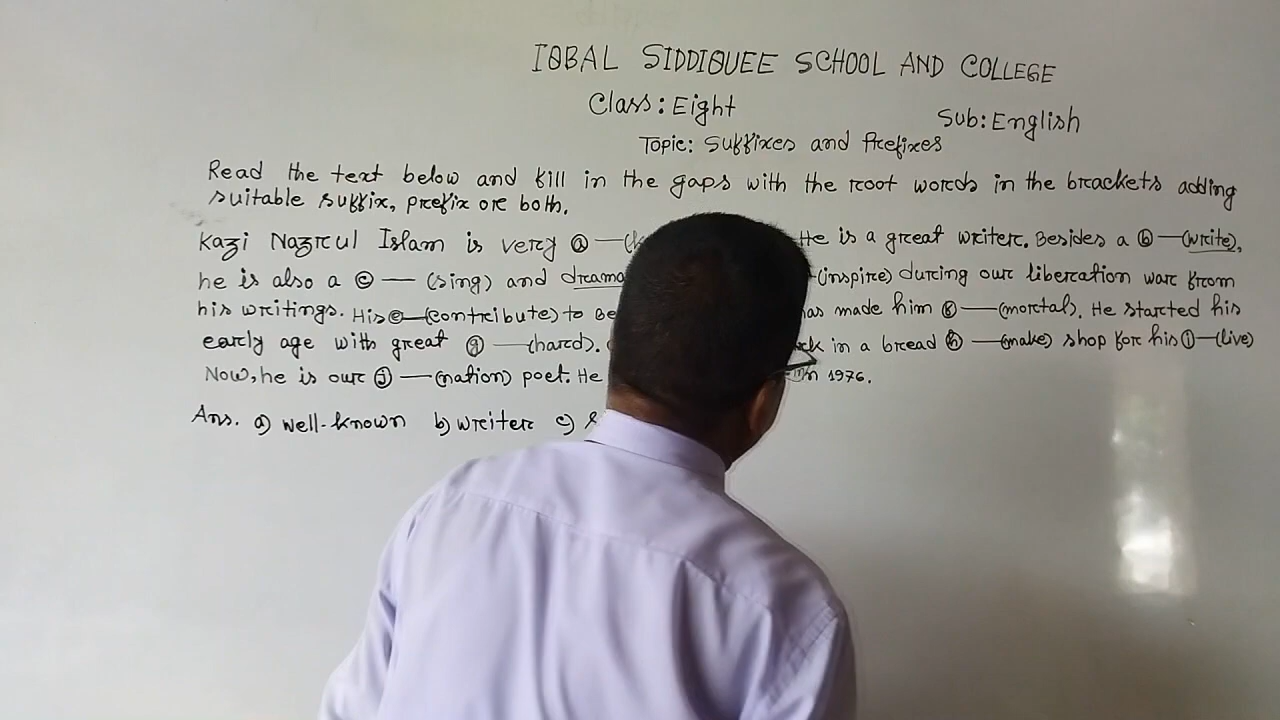 IQBAL SIDDIQUEE SCHOOL AND COLLEGE
Class: Eight Sub: English
Topic: Suffixes and Prefixes
Read the text below and fill in the gaps with the root words in the brackets adding
suitable suffix, prefix or both.
Kazi Nazrul Islam is very ⓐ — He is a great writer. Besides a ⓑ — (write),
he is also a ⓒ — (sing) and (inspire) during our liberation war from
his writings. His ⓔ — (contribute) to made him ⓕ — (mortal). He started his
early age with great ⓖ — (hard). in a bread ⓗ — (make) shop for his ⓘ — (live)
Now, he is our ⓙ — (nation) poet. He in 1976.
Ans. a) well-known b) writer c)